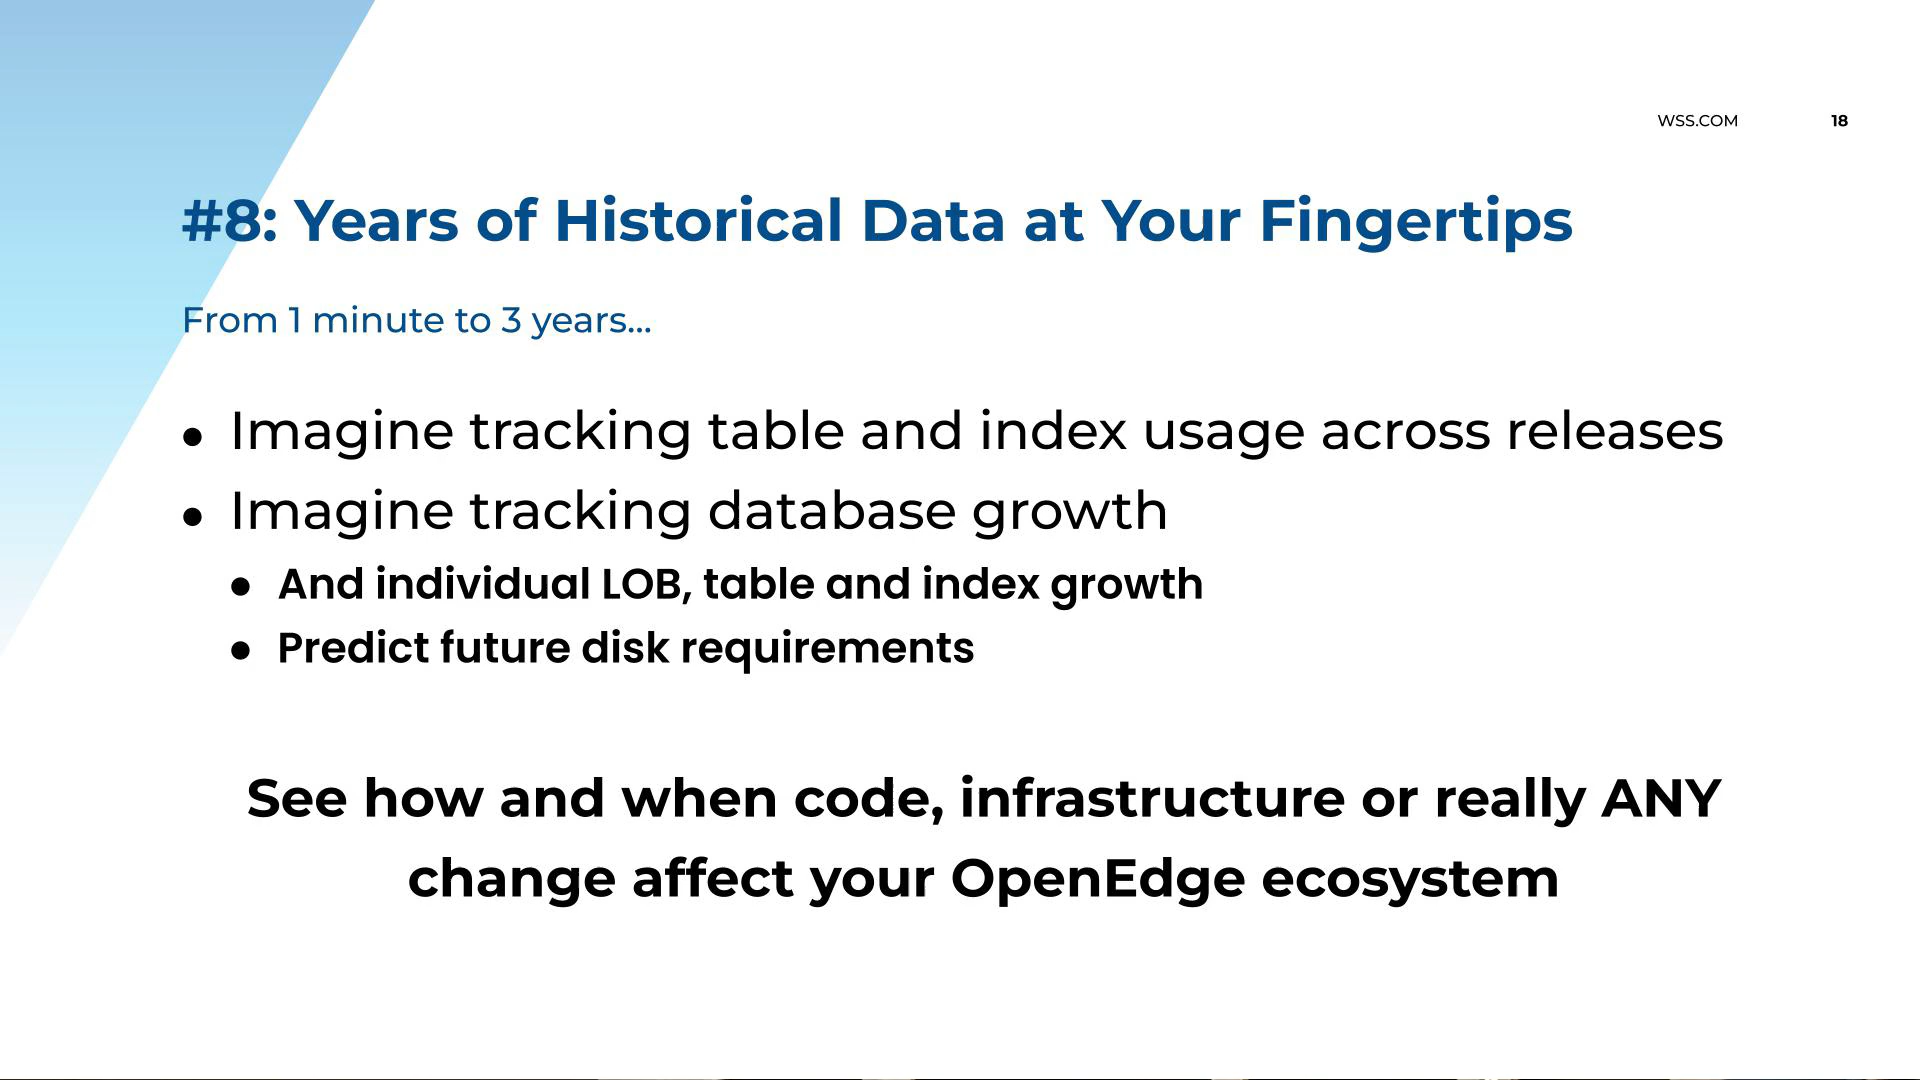 WSS.COM 18
#8: Years of Historical Data at Your Fingertips
From 1 minute to 3 years...
● Imagine tracking table and index usage across releases
● Imagine tracking database growth
● And individual LOB, table and index growth
● Predict future disk requirements
See how and when code, infrastructure or really ANY
change affect your OpenEdge ecosystem